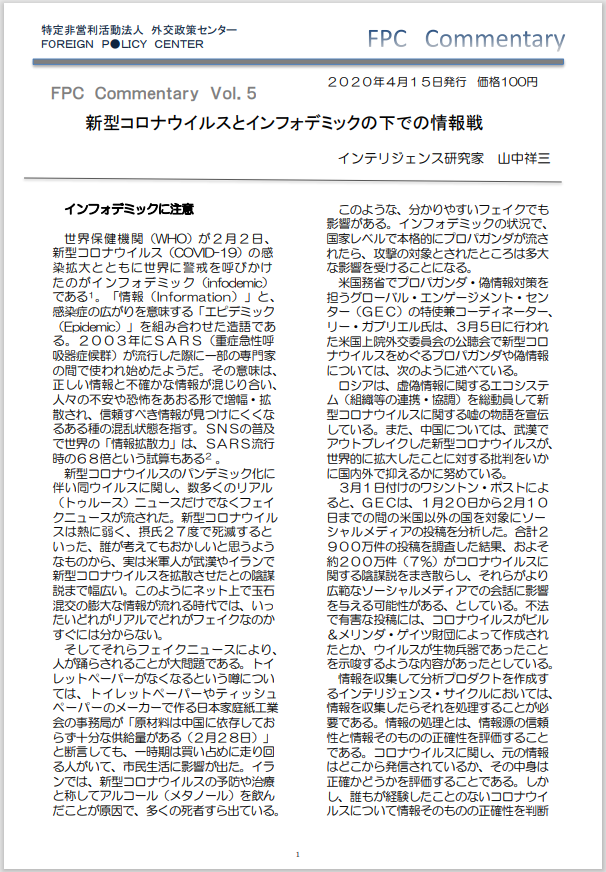 特定非営利活動法人 外交政策センター
FOREIGN P●LICY CENTER
FPC Commentary
FPC Commentary Vol.5
2020年4月15日発行 価格100円
新型コロナウイルスとインフォデミックの下での情報戦
インテリジェンス研究家 山中祥三
インフォデミックに注意
世界保健機関（WHO）が2月2日、
新型コロナウイルス（COVID-19）の感
染拡大とともに世界に警戒を呼びかけ
たのがインフォデミック（infodemic）
である¹。「情報（Information）」と、
感染症の広がりを意味する「エピデミック
（Epidemic）」を組み合わせた造語であ
る。2003年にSARS（重症急性呼
吸器症候群）が流行した際に一部の専門家
の間で使われ始めたようだ。その意味は、
正しい情報と不確かな情報が混じり合い、
人々の不安や恐怖をあおる形で増幅・拡
散され、信頼すべき情報が見つけにくくな
るある種の混乱状態を指す。SNSの普及
で世界の「情報拡散力」は、SARS流行
時の68倍という試算もある²。
新型コロナウイルスのパンデミック化に
伴い同ウイルスに関し、数多くのリアル
（トゥルース）ニュースだけでなくフェイ
クニュースが流された。新型コロナウイル
スは熱に弱く、摂氏27度で死滅すると
いった、誰が考えてもおかしいと思うよう
なものから、実は米軍人が武漢やイランで
新型コロナウイルスを拡散させたとの陰謀
説まで幅広い。このようにネット上で玉石
混交の膨大な情報が流れる時代では、いっ
たいどれがリアルでどれがフェイクなのか
すぐには分からない。
そしてそれらフェイクニュースにより、
人が踊らされることが大問題である。トイ
レットペーパーがなくなるという噂につい
ては、トイレットペーパーやティッシュ
ペーパーのメーカーで作る日本家庭紙工業
会の事務局が「原材料は中国に依存してお
らず十分な供給量がある（2月28日）」
と断言しても、一時期は買い占めに走り回
る人がいて、市民生活に影響が出た。イラ
ンでは、新型コロナウイルスの予防や治療
と称してアルコール（メタノール）を飲ん
だことが原因で、多くの死者すら出ている。
このような、分かりやすいフェイクでも
影響がある。インフォデミックの状況で、
国家レベルで本格的にプロパガンダが流さ
れたら、攻撃の対象とされたところは多大
な影響を受けることになる。
米国務省でプロパガンダ・偽情報対策を
担うグローバル・エンゲージメント・セン
ター（GEC）の特使兼コーディネーター、
リー・ガブリエル氏は、3月5日に行われ
た米国上院外交委員会の公聴会で新型コロ
ナウイルスをめぐるプロパガンダや偽情報
については、次のように述べている。
ロシアは、虚偽情報に関するエコシステ
ム（組織等の連携・協調）を総動員して新
型コロナウイルスに関する嘘の物語を宣伝
している。また、中国については、武漢で
アウトブレイクした新型コロナウイルスが、
世界的に拡大したことに対する批判をいか
に国内外で抑えるかに努めている。
3月1日付けのワシントン・ポストによ
ると、GECは、1月20日から2月10
日までの間の米国以外の国を対象にソー
シャルメディアの投稿を分析した。合計2
900万件の投稿を調査した結果、およそ
約200万件（7％）がコロナウイルスに
関する陰謀説をまき散らし、それらがより
広範なソーシャルメディアでの会話に影響
を与える可能性がある、としている。不法
で有害な投稿には、コロナウイルスがビル
＆メリンダ・ゲイツ財団によって作成され
たとか、ウイルスが生物兵器であったこと
を示唆するような内容があったとしている。
情報を収集して分析プロダクトを作成す
るインテリジェンス・サイクルにおいては、
情報を収集したらそれを処理することが必
要である。情報の処理とは、情報源の信頼
性と情報そのものの正確性を評価すること
である。コロナウイルスに関し、元の情報
はどこから発信されているか、その中身は
正確かどうかを評価することである。しか
し、誰もが経験したことのないコロナウイ
ルスについて情報そのものの正確性を判断
1